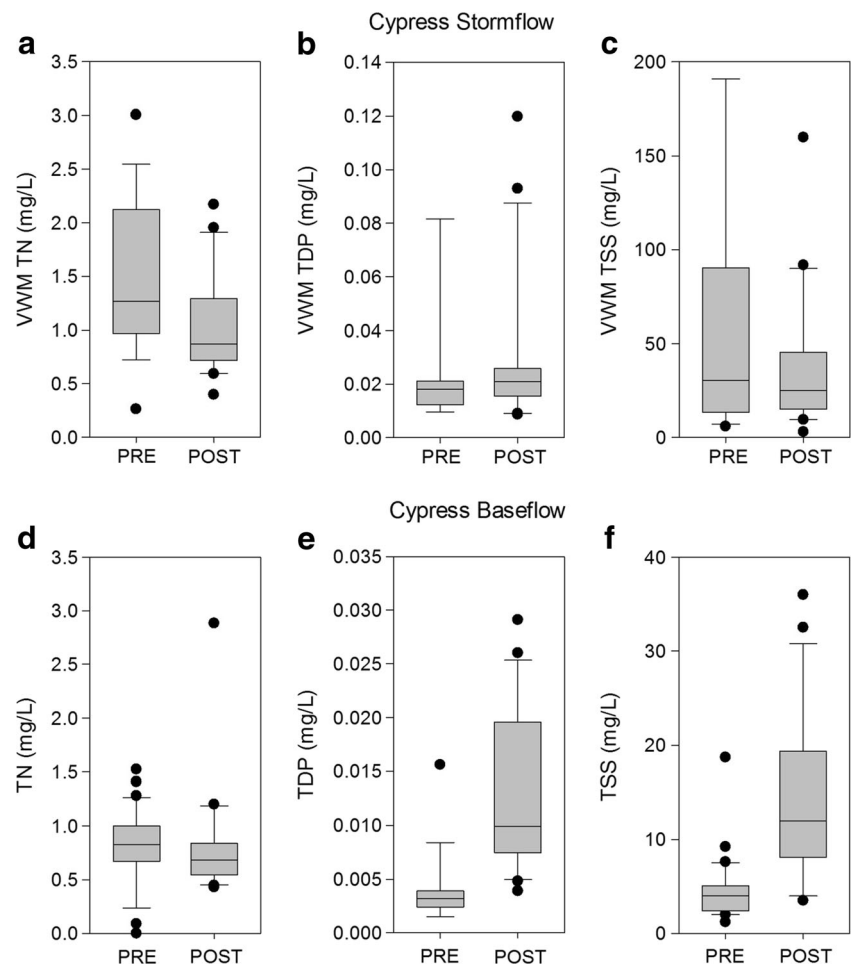 Cypress Stormflow
a
VWM TN (mg/L)
3.5
3.0
2.5
2.0
1.5
1.0
0.5
0.0
PRE POST
b
VWM TDP (mg/L)
0.14
0.12
0.10
0.08
0.06
0.04
0.02
0.00
PRE POST
c
VWM TSS (mg/L)
200
150
100
50
0
PRE POST
Cypress Baseflow
d
TN (mg/L)
3.5
3.0
2.5
2.0
1.5
1.0
0.5
0.0
PRE POST
e
TDP (mg/L)
0.035
0.030
0.025
0.020
0.015
0.010
0.005
0.000
PRE POST
f
TSS (mg/L)
40
30
20
10
0
PRE POST